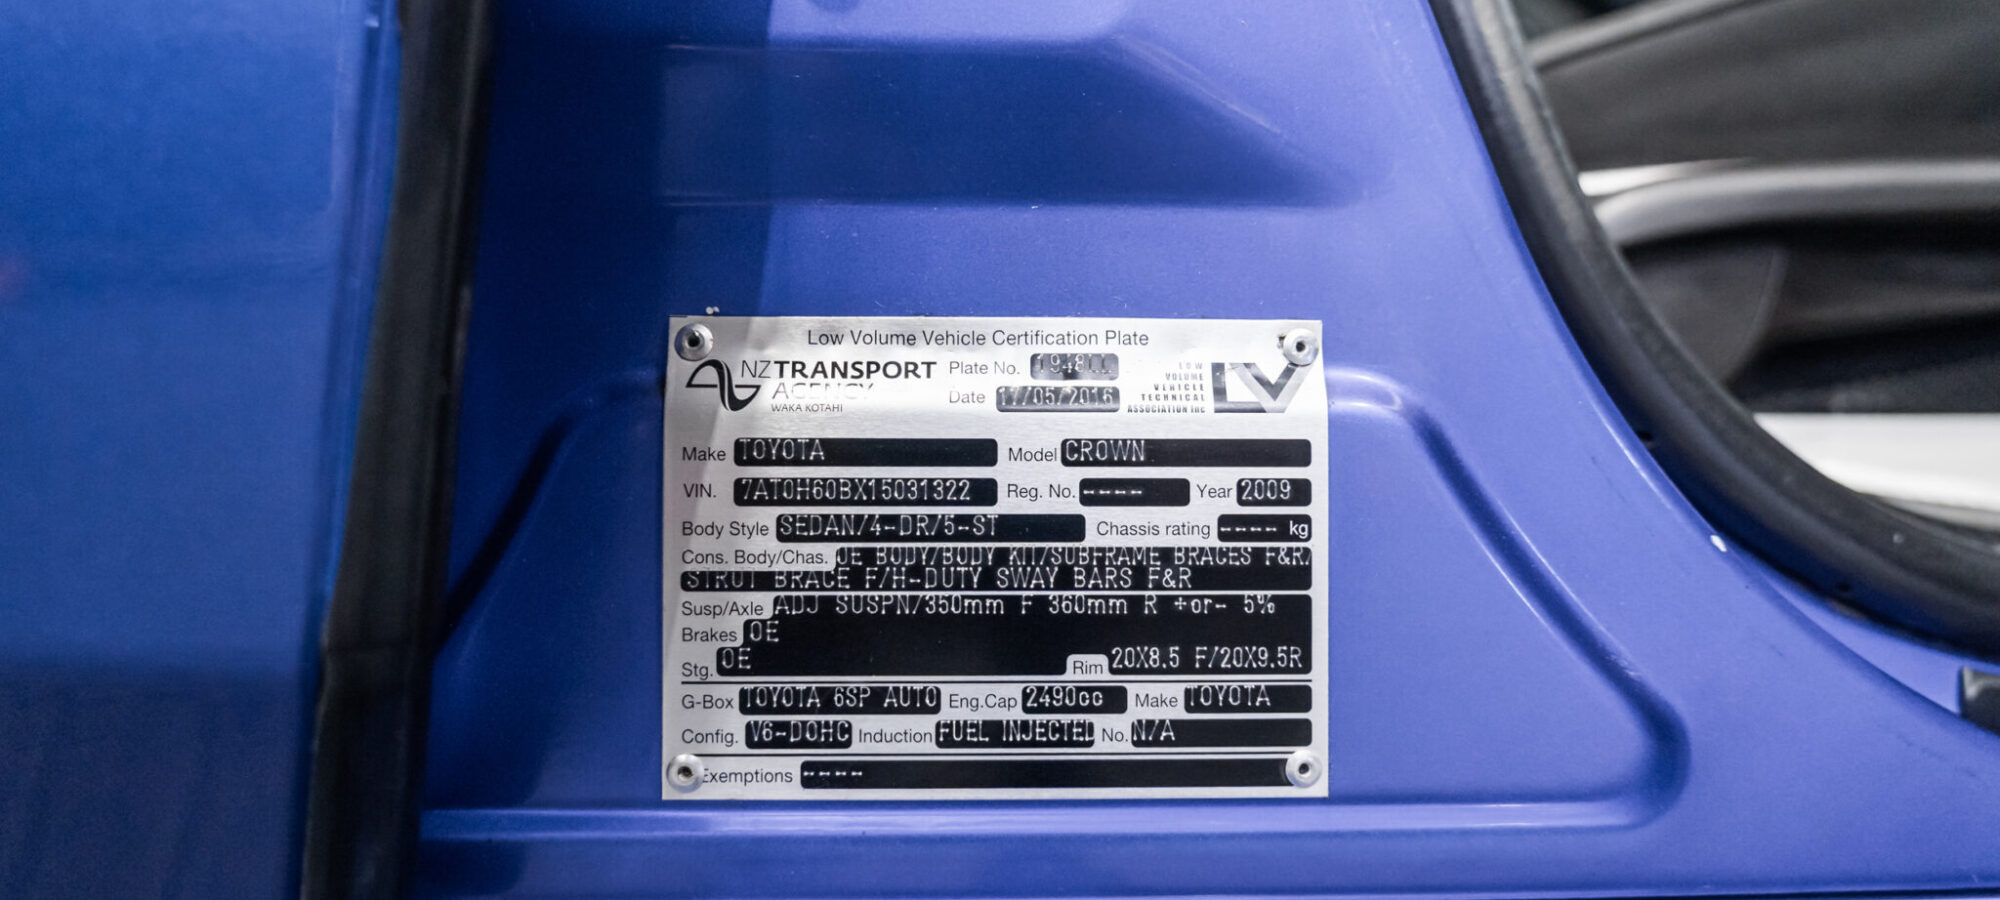 Low Volume Vehicle Certification Plate
NZTRANSPORT AGENCY
WAKA KOTAHI
Plate No.
Date 17/05/2016
LOW VOLUME VEHICLE TECHNICAL ASSOCIATION Inc
LV
Make TOYOTA Model CROWN
VIN. 7AT0H60BX15031322 Reg. No. ---- Year 2009
Body Style SEDAN/4-DR/5-ST Chassis rating ---- kg
Cons. Body/Chas. OE BODY/BODY KIT/SUBFRAME BRACES F&R/
STRUT BRACE F/H-DUTY SWAY BARS F&R
Susp/Axle ADJ SUSPN/350mm F 360mm R +or- 5%
Brakes OE
Stg. OE Rim 20X8.5 F/20X9.5R
G-Box TOYOTA 6SP AUTO Eng.Cap 2490cc Make TOYOTA
Config. V6-DOHC Induction FUEL INJECTED No. N/A
Exemptions ----